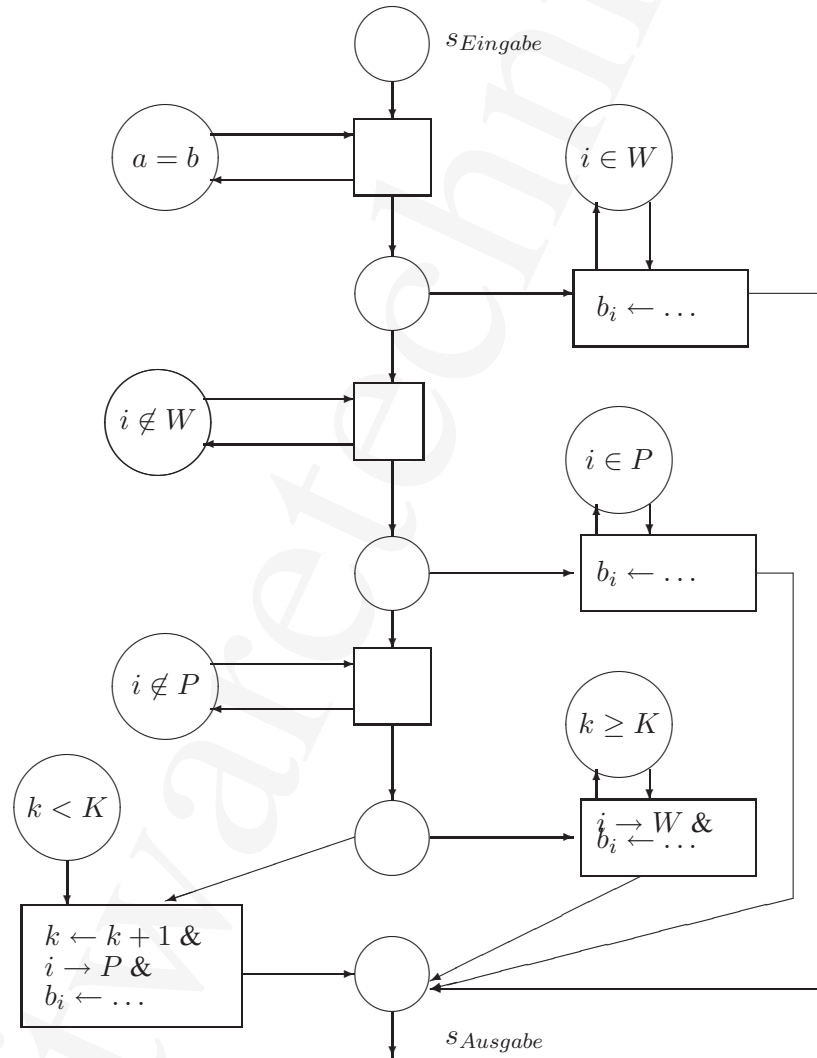 s_Eingabe
a = b
i ∈ W
b_i ← …
i ∉ W
i ∈ P
b_i ← …
i ∉ P
k ≥ K
k < K
i → W &
b_i ← …
k ← k + 1 &
i → P &
b_i ← …
s_Ausgabe